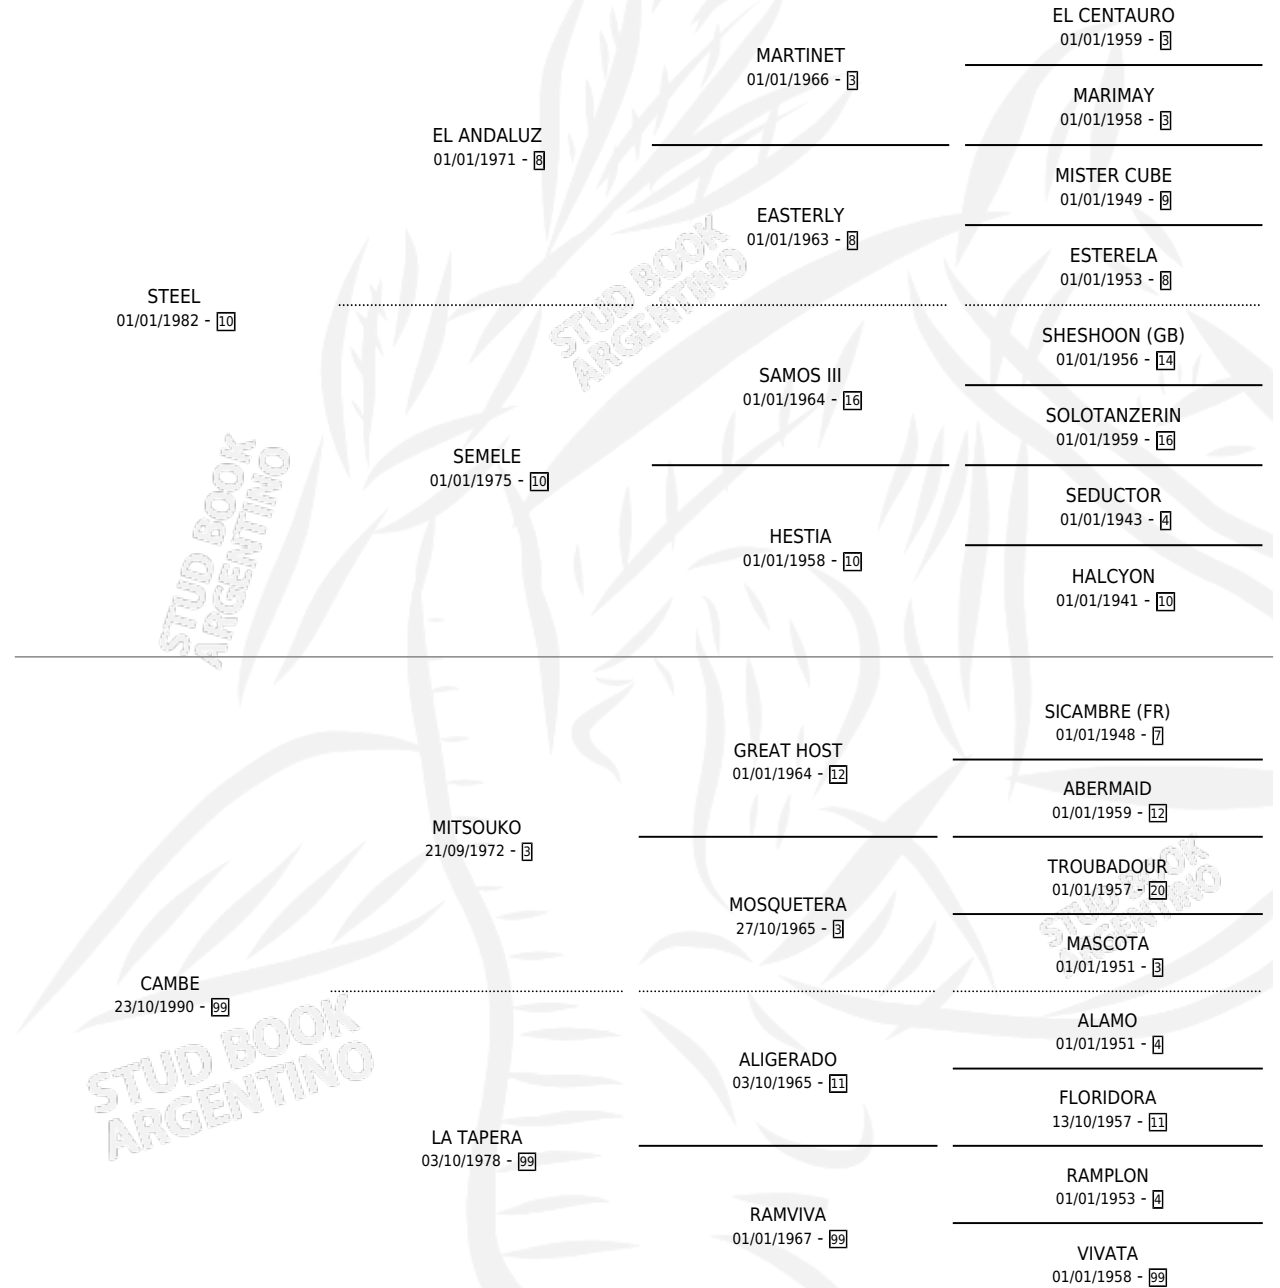 EL CENTAURO
01/01/1959 - 3
MARTINET
01/01/1966 - 3
MARIMAY
01/01/1958 - 3
EL ANDALUZ
01/01/1971 - 8
MISTER CUBE
01/01/1949 - 9
EASTERLY
01/01/1963 - 8
ESTERELA
01/01/1953 - 8
STUD BOOK
ARGENTINO
STEEL
01/01/1982 - 10
SHESHOON (GB)
01/01/1956 - 14
SAMOS III
01/01/1964 - 16
SOLOTANZERIN
01/01/1959 - 16
SEMELE
01/01/1975 - 10
SEDUCTOR
01/01/1943 - 4
HESTIA
01/01/1958 - 10
HALCYON
01/01/1941 - 10
STUD BOOK
ARGENTINO
SICAMBRE (FR)
01/01/1948 - 7
GREAT HOST
01/01/1964 - 12
ABERMAID
01/01/1959 - 12
MITSOUKO
21/09/1972 - 3
TROUBADOUR
01/01/1957 - 20
MOSQUETERA
27/10/1965 - 3
MASCOTA
01/01/1951 - 3
STUD BOOK
ARGENTINO
CAMBE
23/10/1990 - 99
ALAMO
01/01/1951 - 4
ALIGERADO
03/10/1965 - 11
FLORIDORA
13/10/1957 - 11
STUD BOOK
ARGENTINO
LA TAPERA
03/10/1978 - 99
RAMPLON
01/01/1953 - 4
RAMVIVA
01/01/1967 - 99
VIVATA
01/01/1958 - 99